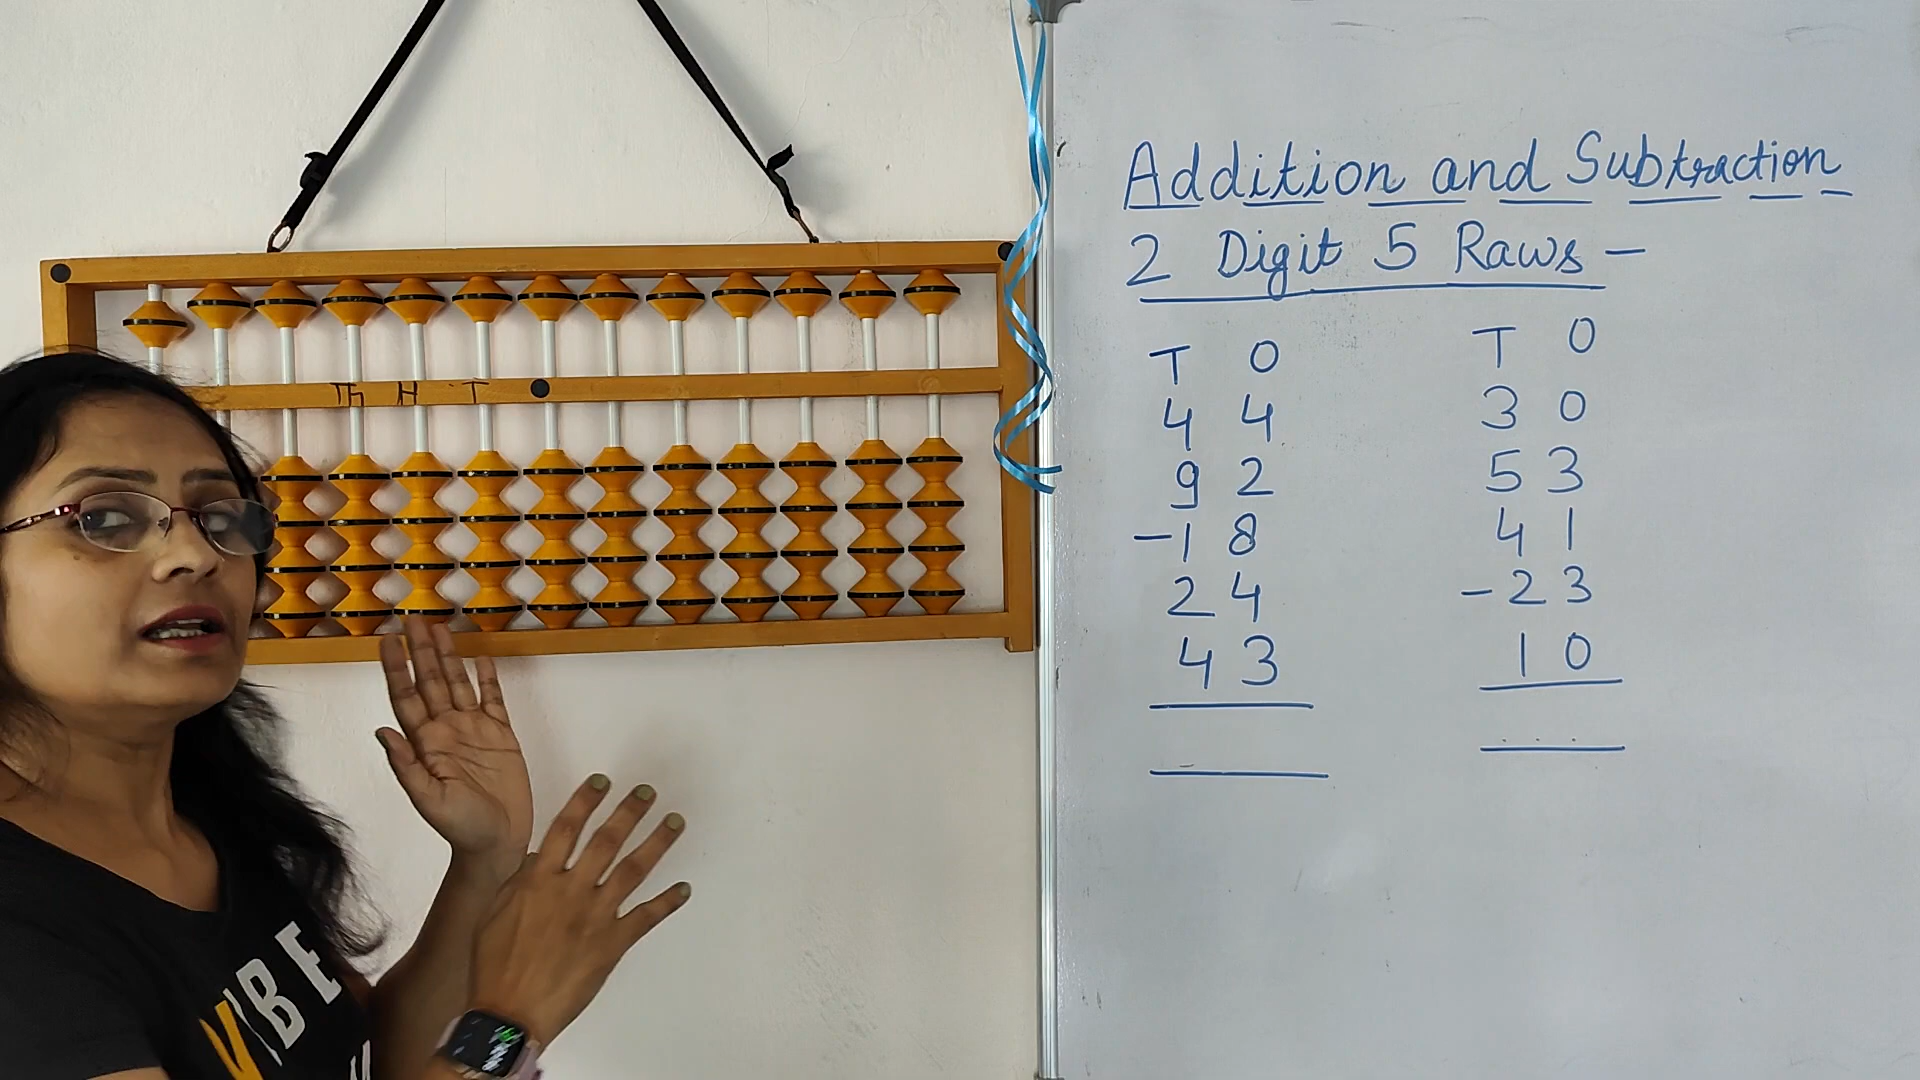 Addition and Subtraction
2 Digit 5 Raws -
T O
4 4
9 2
-1 8
2 4
4 3
T O
3 0
5 3
4 1
-2 3
1 0
Th H T
VIBE